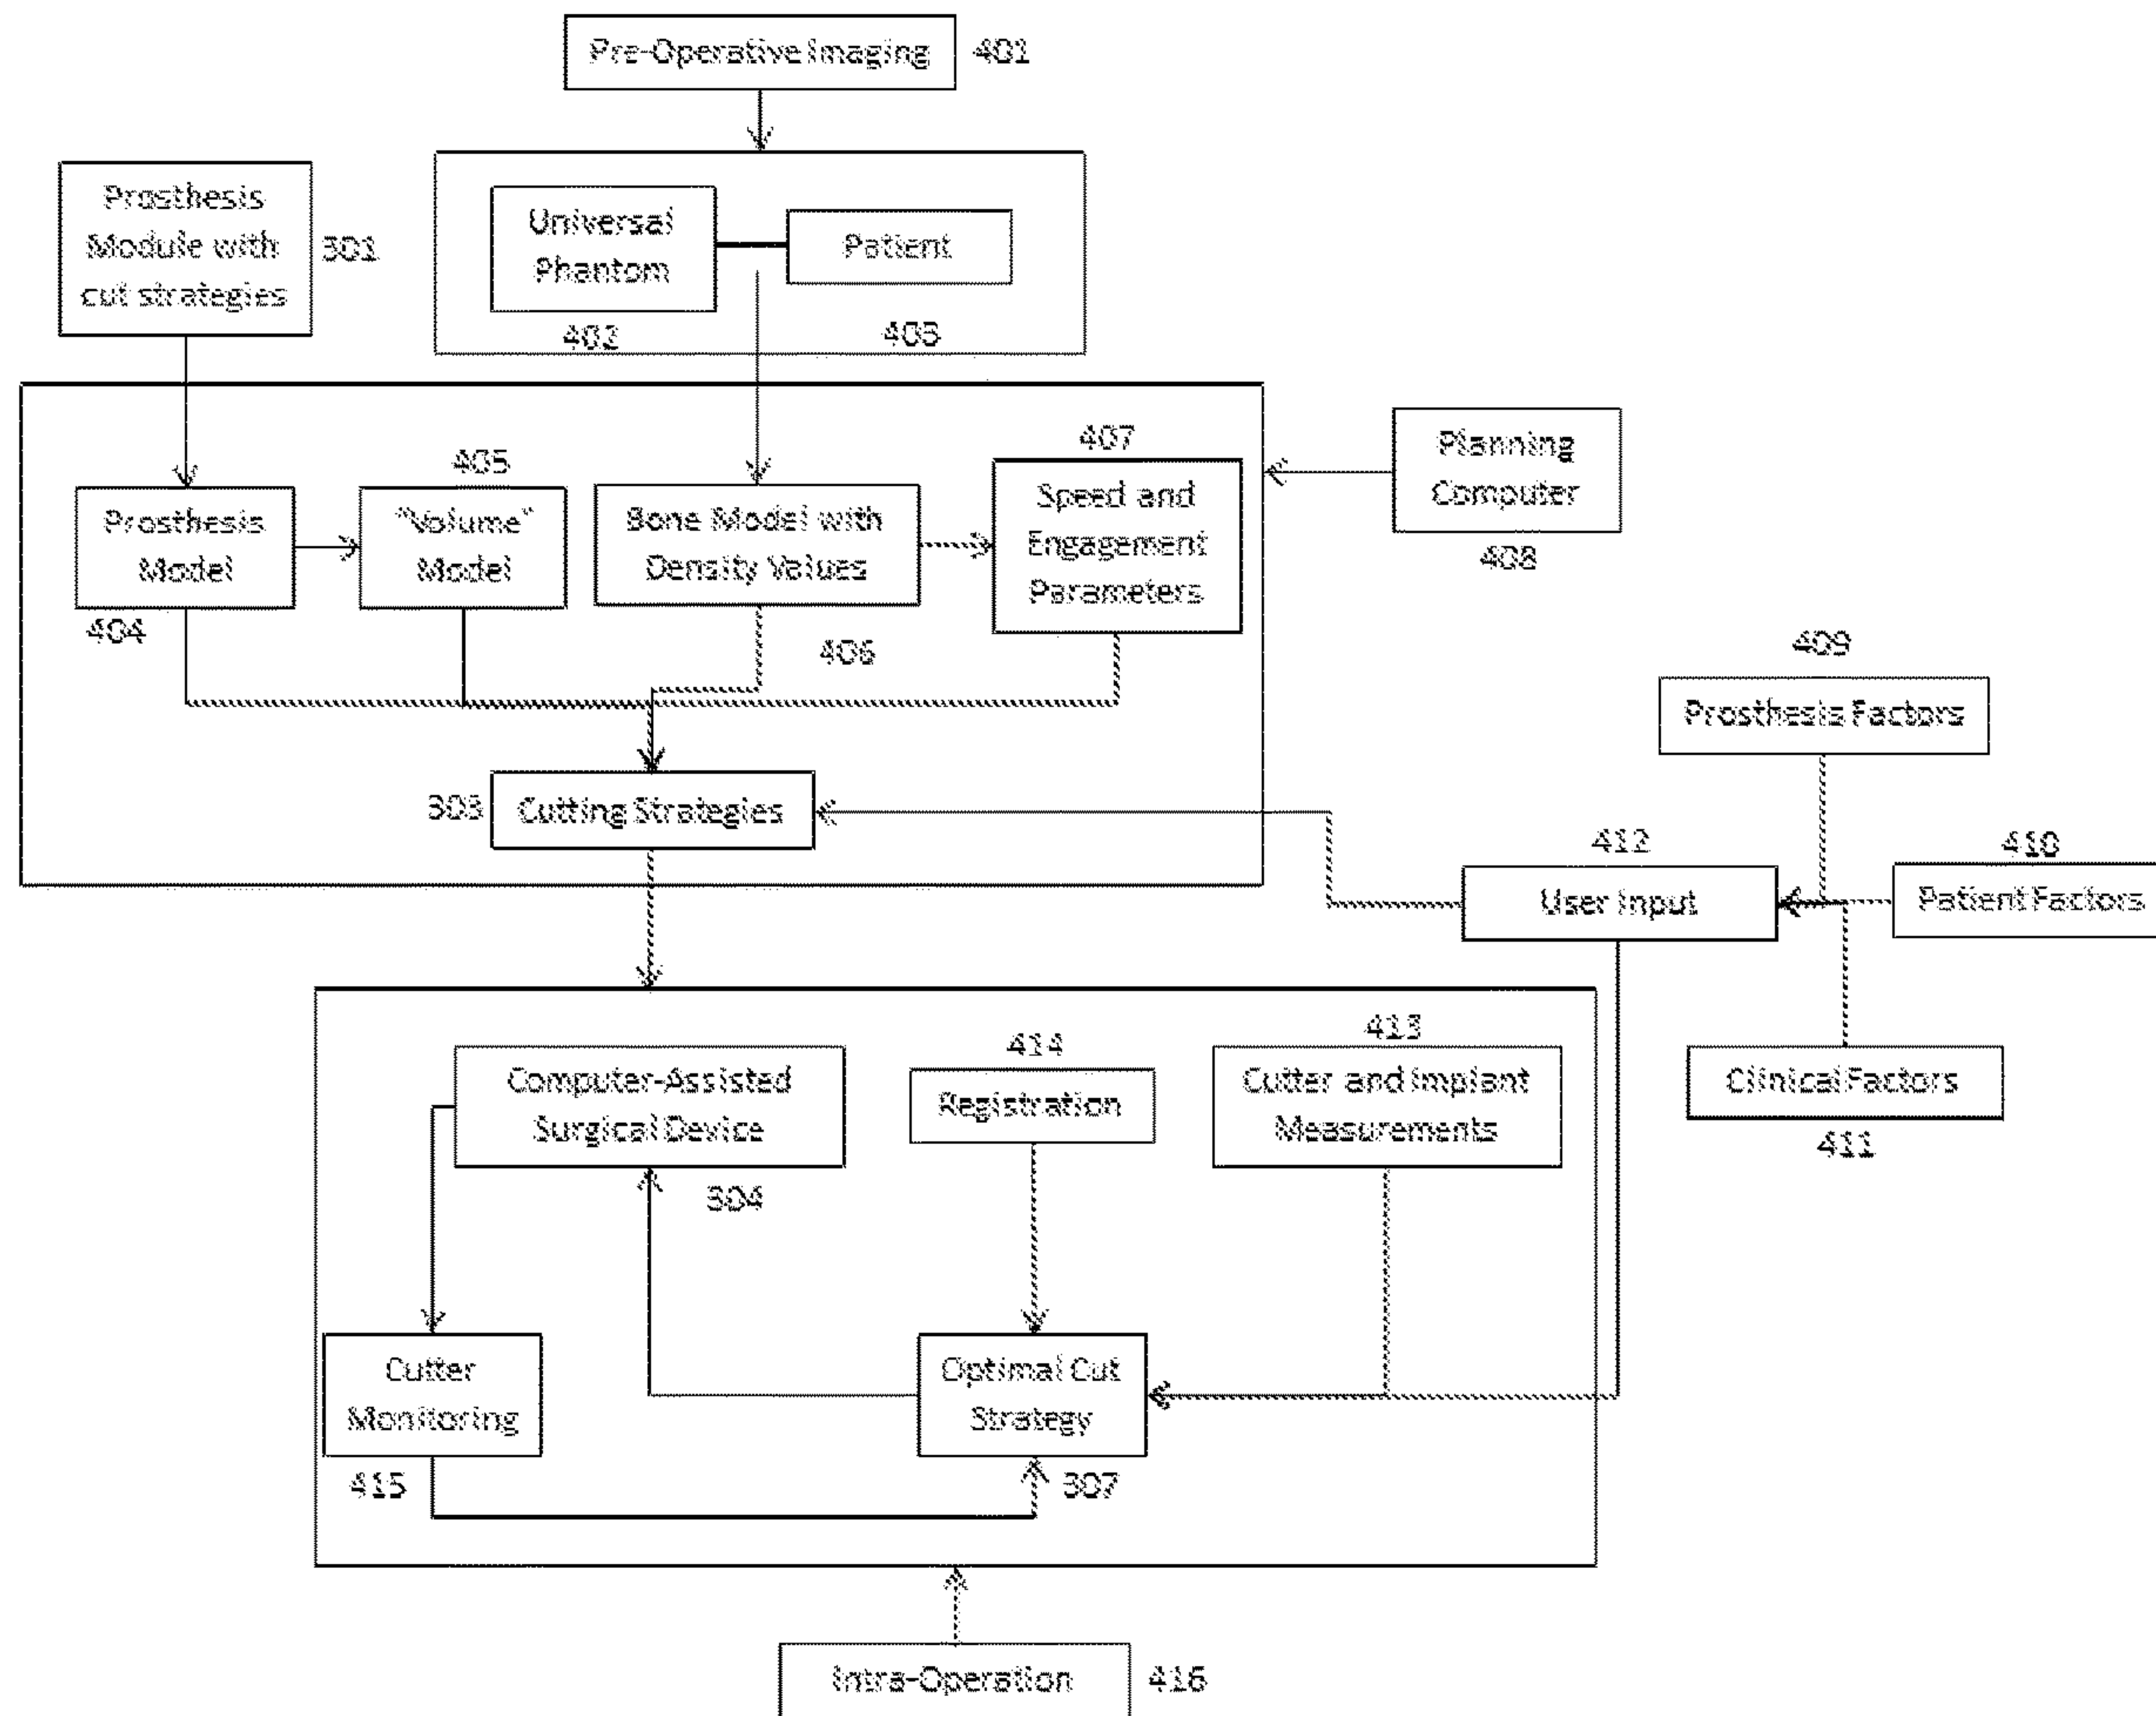 Pre-Operative Imaging
401
Prosthesis
Module with
cut strategies
301
Universal
Phantom
402
Patient
403
Prosthesis
Model
404
405
"Volume"
Model
Bone Model with
Density Values
406
407
Speed and
Engagement
Parameters
Planning
Computer
408
409
Prosthesis Factors
303
Cutting Strategies
412
User Input
410
Patient Factors
Clinical Factors
411
Computer-Assisted
Surgical Device
304
414
Registration
413
Cutter and Implant
Measurements
Cutter
Monitoring
415
Optimal Cut
Strategy
307
Intra-Operation
416